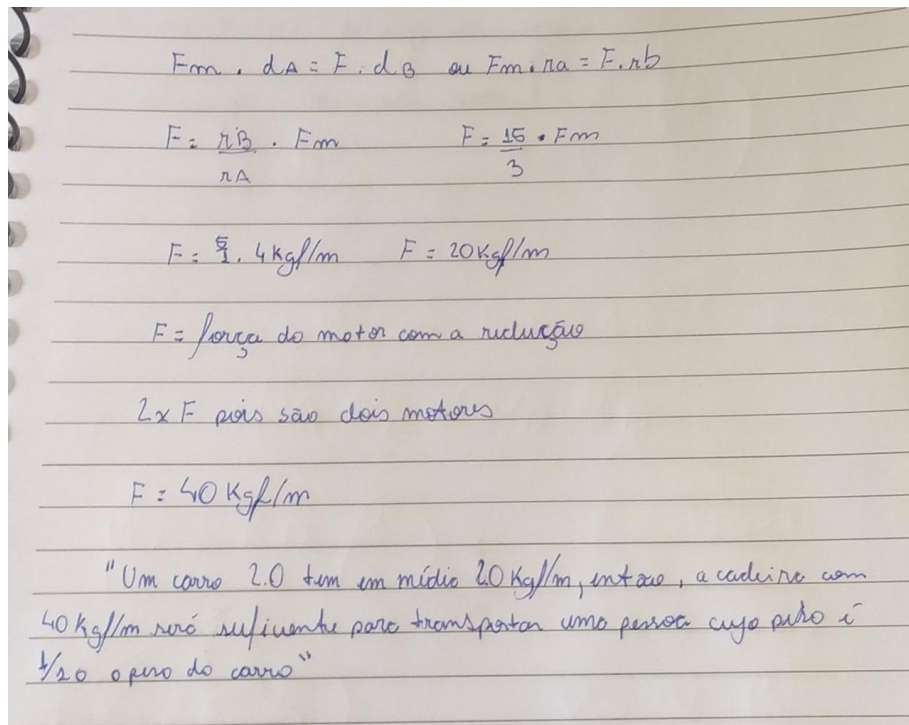 Fm . dA = F . dB ou Fm . ra = F . rb
F = rB/rA . Fm F = 15/3 . Fm
F = 5/1 . 4 Kgf/m F = 20 Kgf/m
F = força do motor com a redução
2x F pois são dois motores
F = 40 Kgf/m
"Um carro 2.0 tem em médio 20 Kgf/m, entao, a cadeira com
40 Kgf/m será suficiente para transportar uma pessoa cujo peso é
1/20 o peso do carro"